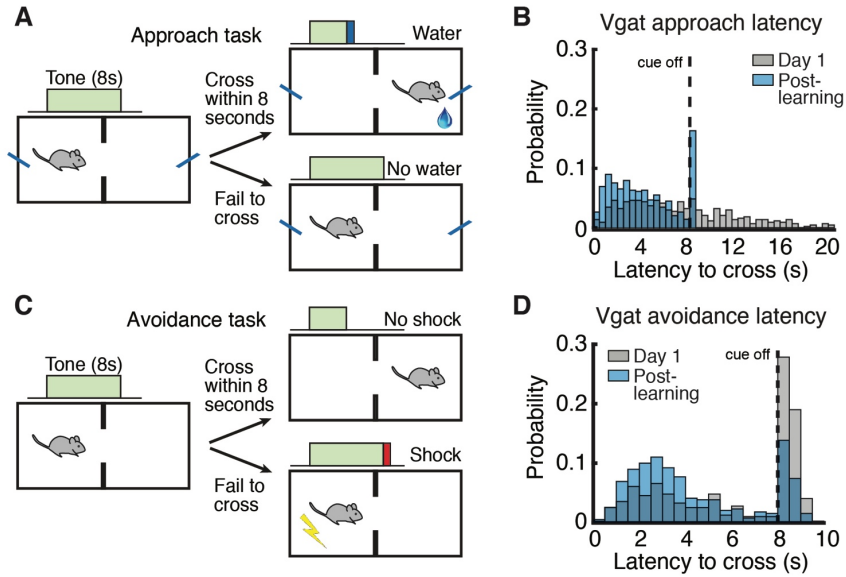 A
Approach task
Tone (8s)
Cross
within 8
seconds
Fail to
cross
Water
No water
B
Vgat approach latency
Probability
0.3
0.2
0.1
0
cue off
Day 1
Post-
learning
0 4 8 12 16 20
Latency to cross (s)
C
Avoidance task
Tone (8s)
Cross
within 8
seconds
Fail to
cross
No shock
Shock
D
Vgat avoidance latency
Probability
0.3
0.2
0.1
0
Day 1
Post-
learning
cue off
0 2 4 6 8 10
Latency to cross (s)